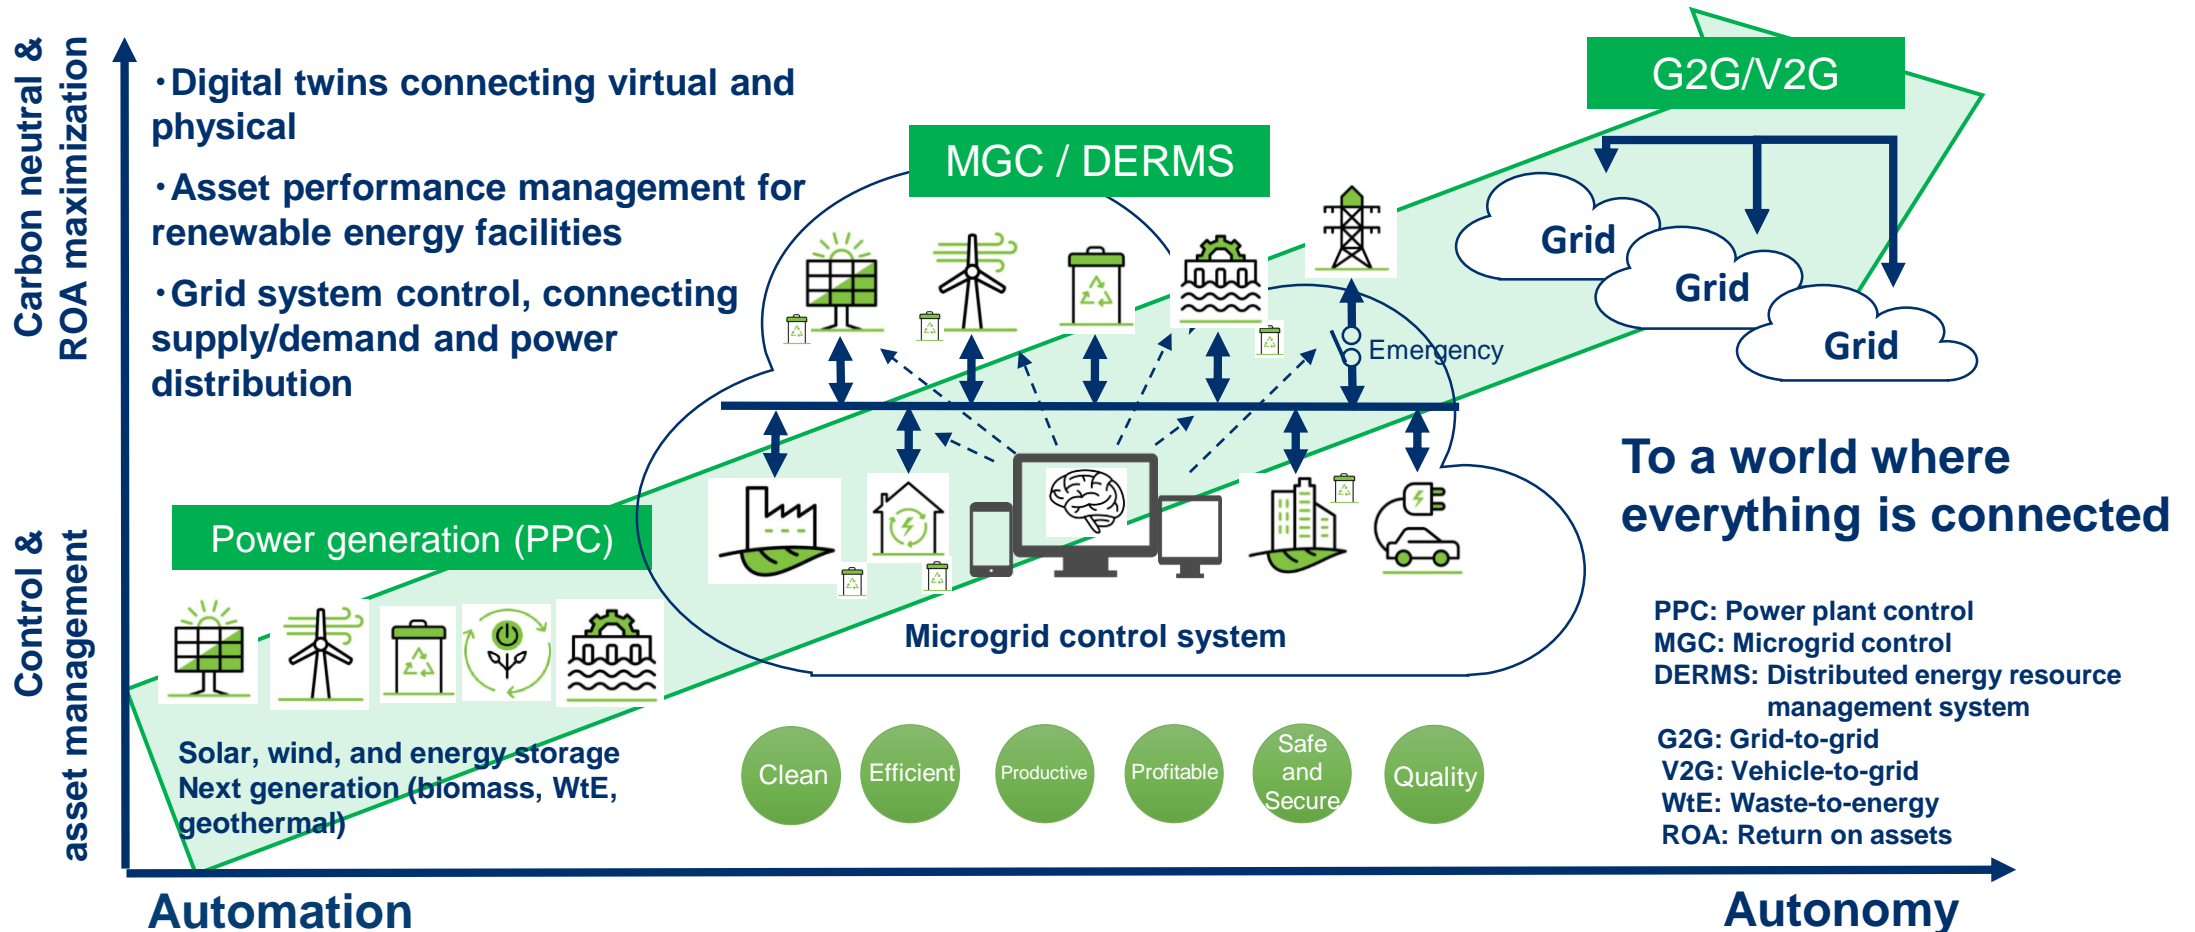 Carbon neutral &
ROA maximization
Control &
asset management
・Digital twins connecting virtual and
physical
・Asset performance management for
renewable energy facilities
・Grid system control, connecting
supply/demand and power
distribution
G2G/V2G
MGC / DERMS
Power generation (PPC)
Grid
Grid
Grid
Emergency
To a world where
everything is connected
Microgrid control system
Solar, wind, and energy storage
Next generation (biomass, WtE,
geothermal)
Clean
Efficient
Productive
Profitable
Safe
and
Secure
Quality
PPC: Power plant control
MGC: Microgrid control
DERMS: Distributed energy resource
management system
G2G: Grid-to-grid
V2G: Vehicle-to-grid
WtE: Waste-to-energy
ROA: Return on assets
Automation
Autonomy